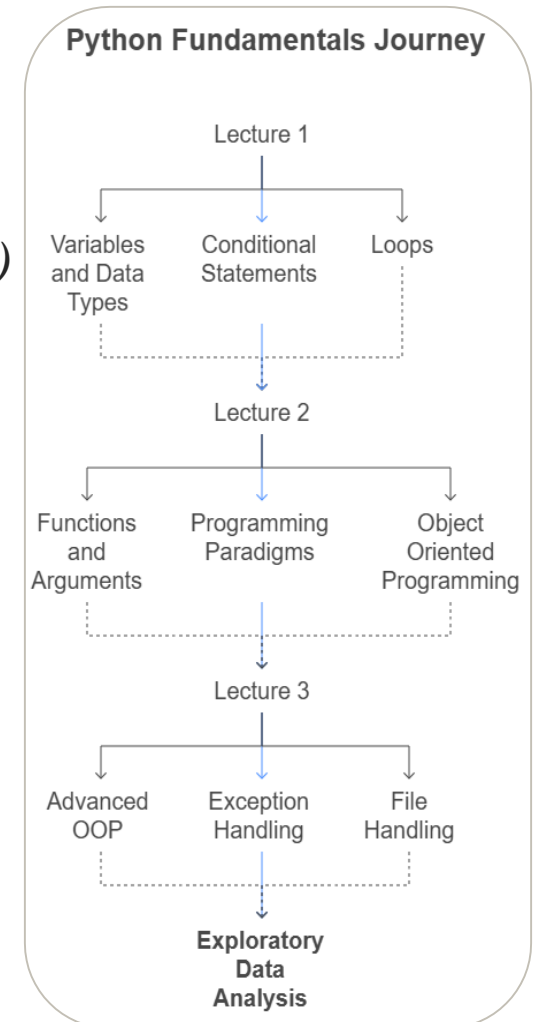 Python Fundamentals Journey
Lecture 1
Variables
and Data
Types
Conditional
Statements
Loops
)
Lecture 2
Functions
and
Arguments
Programming
Paradigms
Object
Oriented
Programming
Lecture 3
Advanced
OOP
Exception
Handling
File
Handling
Exploratory
Data
Analysis